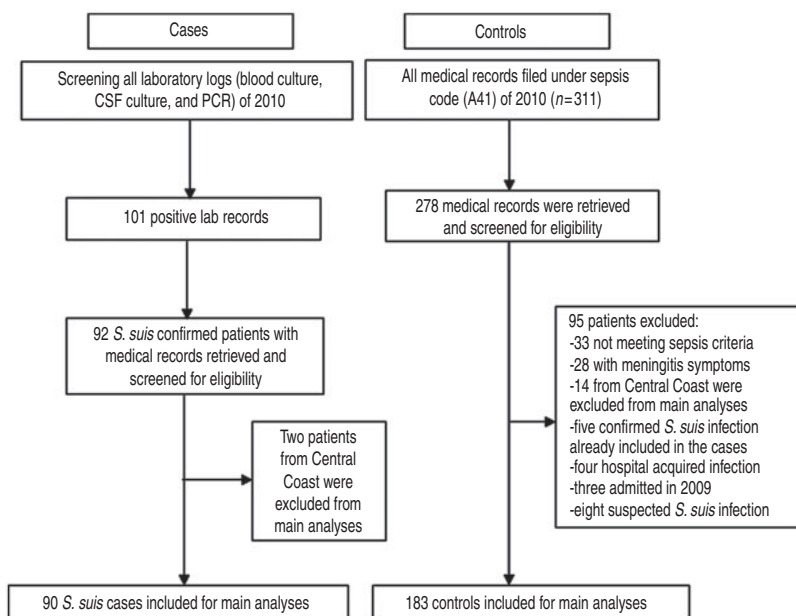 Cases
Screening all laboratory logs (blood culture,
CSF culture, and PCR) of 2010
101 positive lab records
92 S. suis confirmed patients with
medical records retrieved and
screened for eligibility
Two patients
from Central
Coast were
excluded from
main analyses
90 S. suis cases included for main analyses
Controls
All medical records filed under sepsis
code (A41) of 2010 (n=311)
278 medical records were retrieved
and screened for eligibility
95 patients excluded:
-33 not meeting sepsis criteria
-28 with meningitis symptoms
-14 from Central Coast were
excluded from main analyses
-five confirmed S. suis infection
already included in the cases
-four hospital acquired infection
-three admitted in 2009
-eight suspected S. suis infection
183 controls included for main analyses